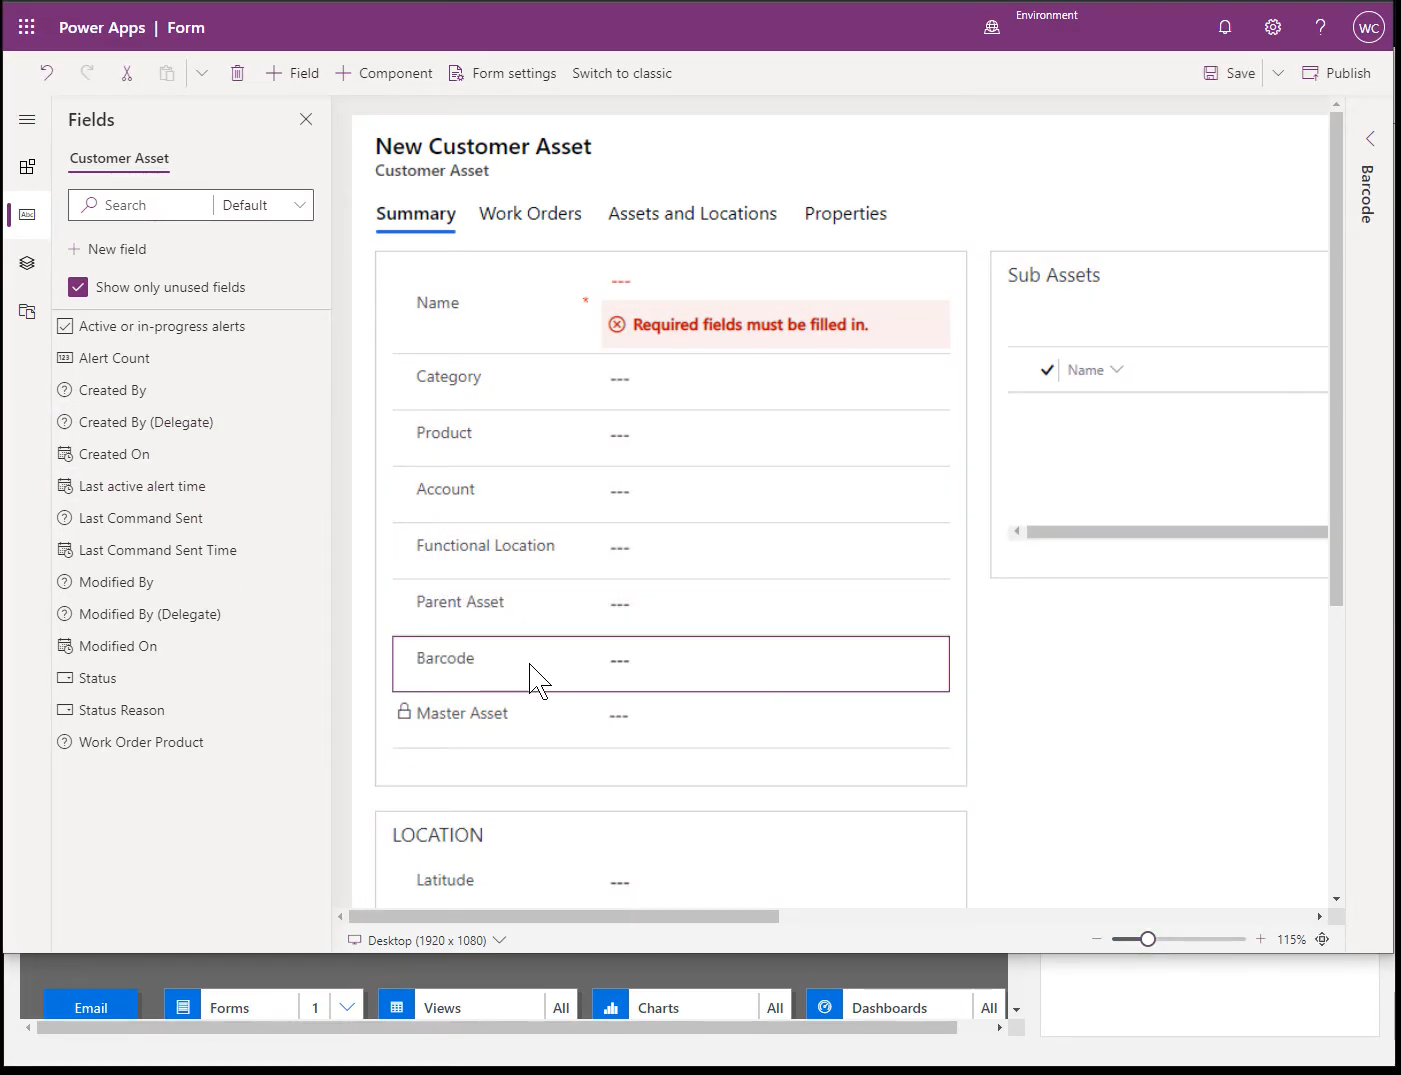 Power Apps | Form
Environment
WC
Field
Component
Form settings
Switch to classic
Save
Publish
Fields
Customer Asset
Search
Default
New field
Show only unused fields
Active or in-progress alerts
Alert Count
Created By
Created By (Delegate)
Created On
Last active alert time
Last Command Sent
Last Command Sent Time
Modified By
Modified By (Delegate)
Modified On
Status
Status Reason
Work Order Product
New Customer Asset
Customer Asset
Summary
Work Orders
Assets and Locations
Properties
Name
*
---
Required fields must be filled in.
Category ---
Product ---
Account ---
Functional Location ---
Parent Asset ---
Barcode ---
Master Asset ---
LOCATION
Latitude ---
Sub Assets
Name
Barcode
Desktop (1920 x 1080)
115%
Email
Forms 1
Views All
Charts All
Dashboards All